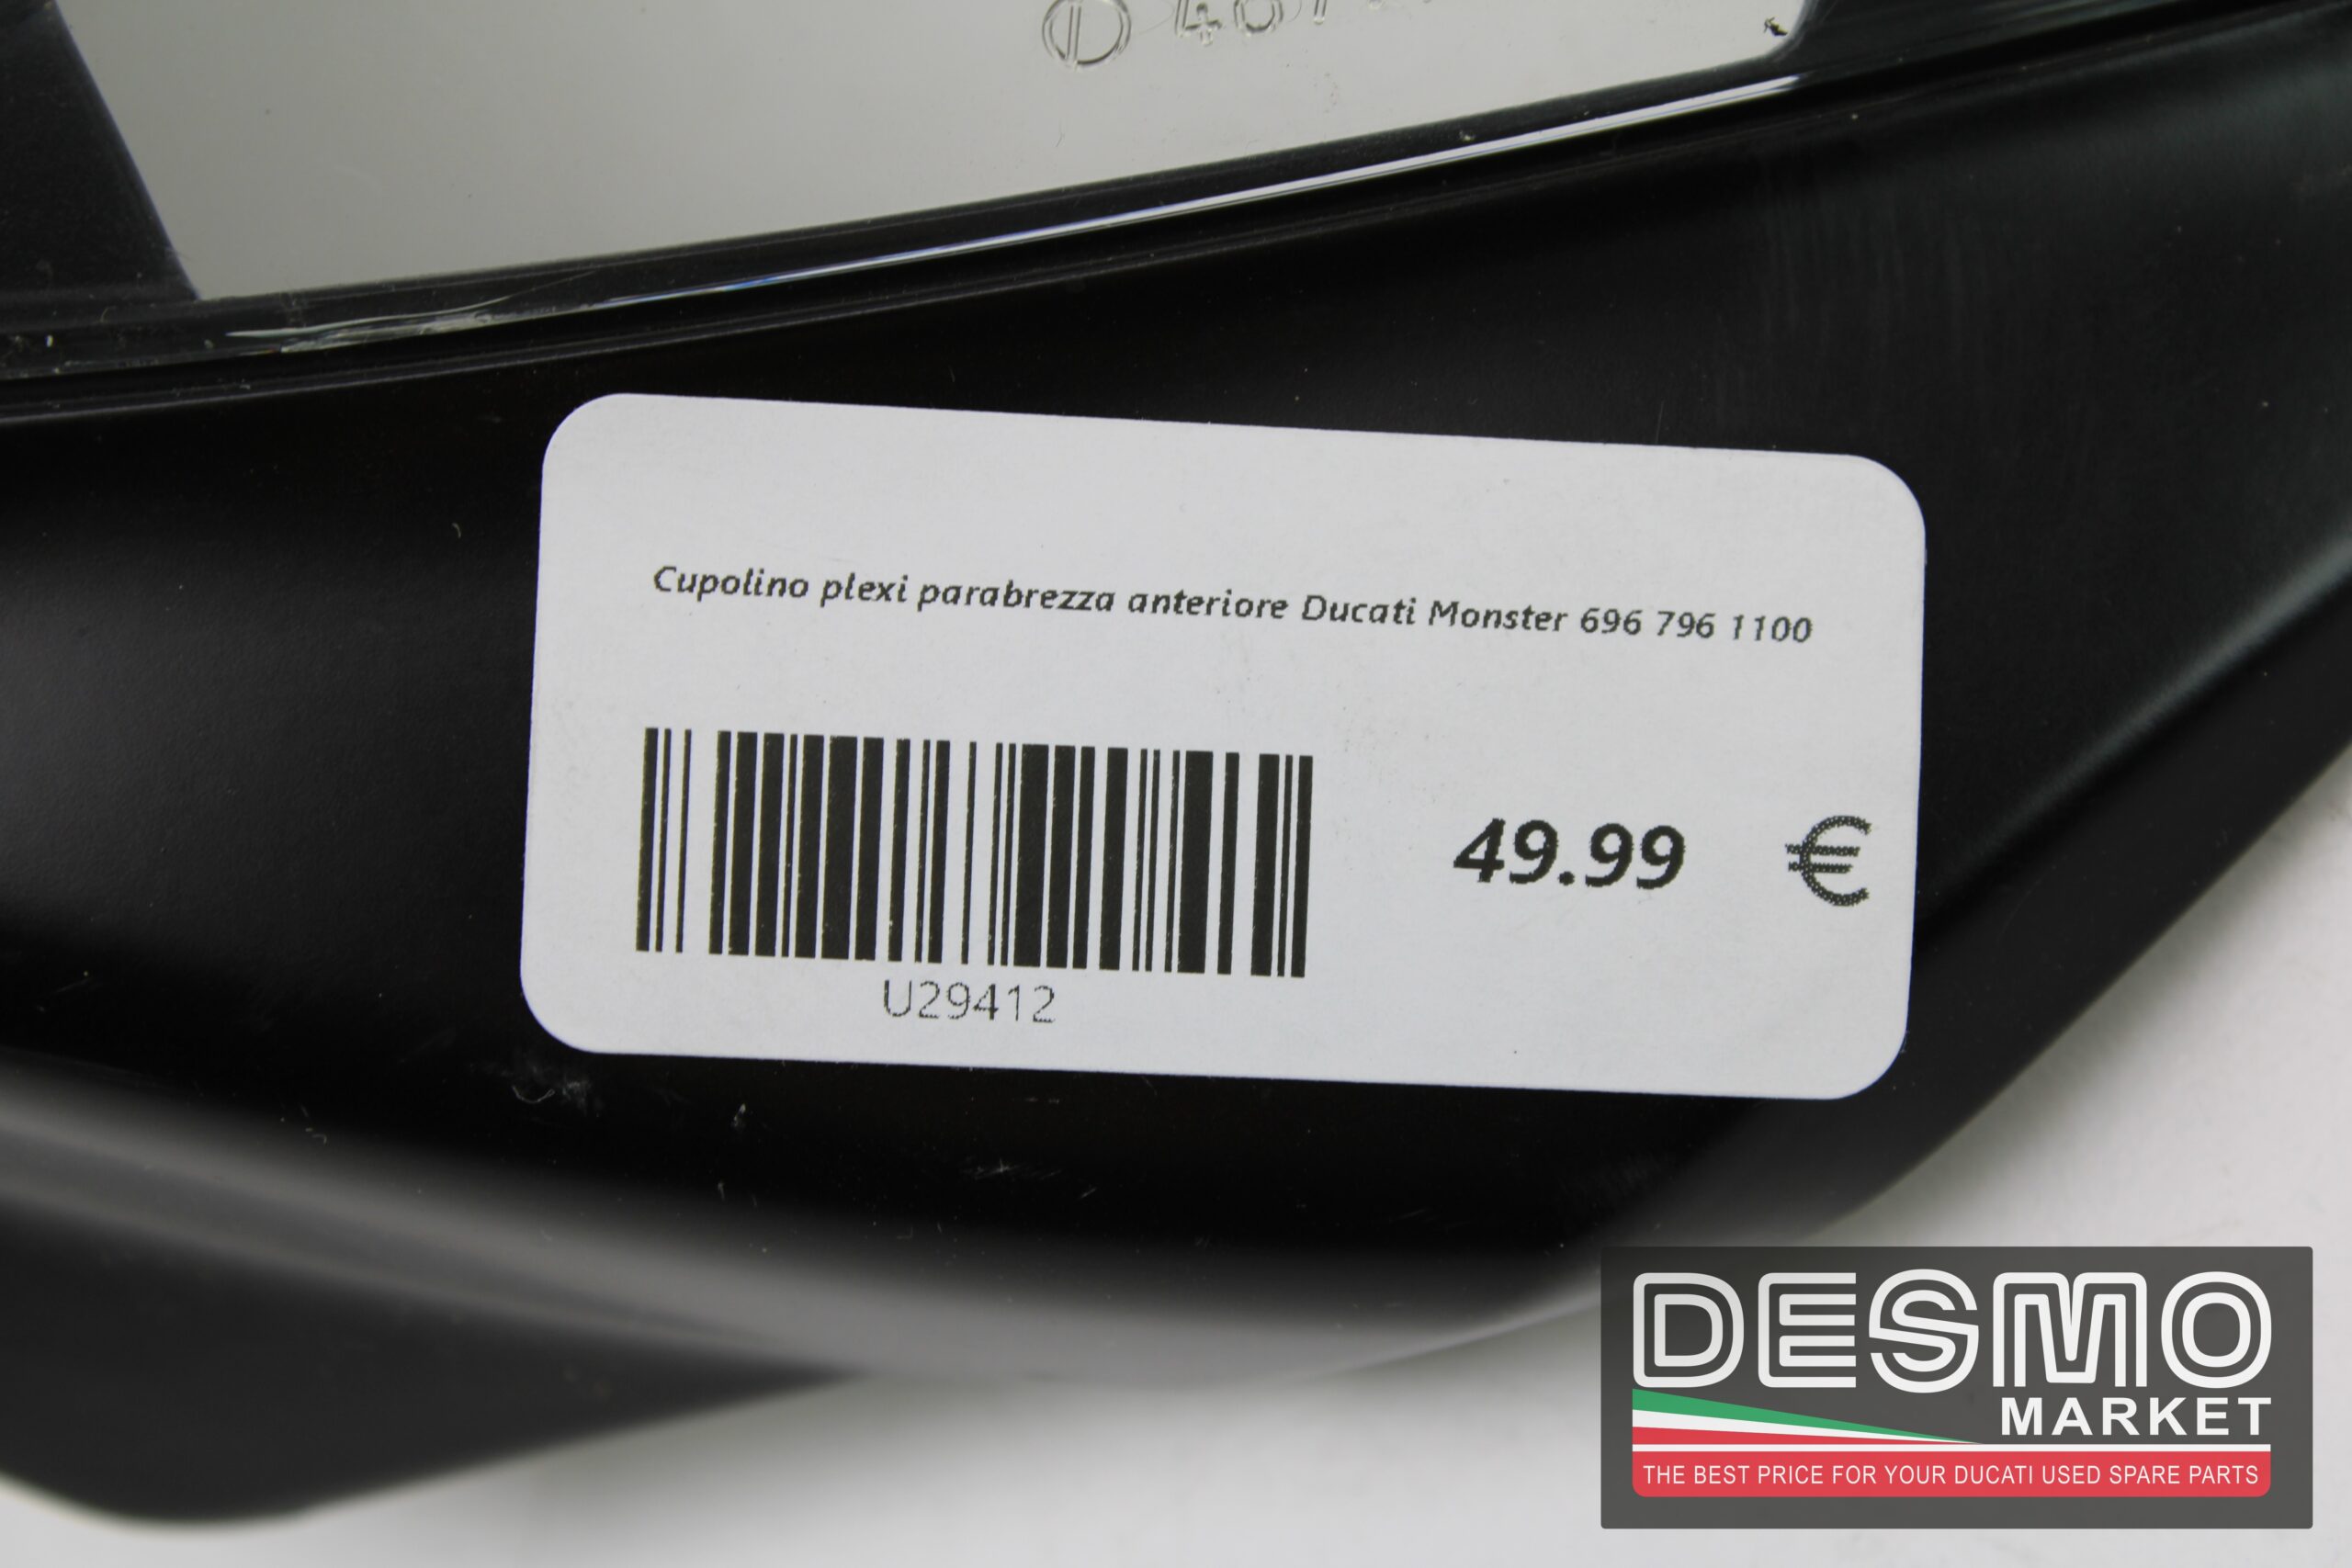 Cupolino plexi parabrezza anteriore Ducati Monster 696 796 1100
49.99 €
U29412
DESMO
MARKET
THE BEST PRICE FOR YOUR DUCATI USED SPARE PARTS